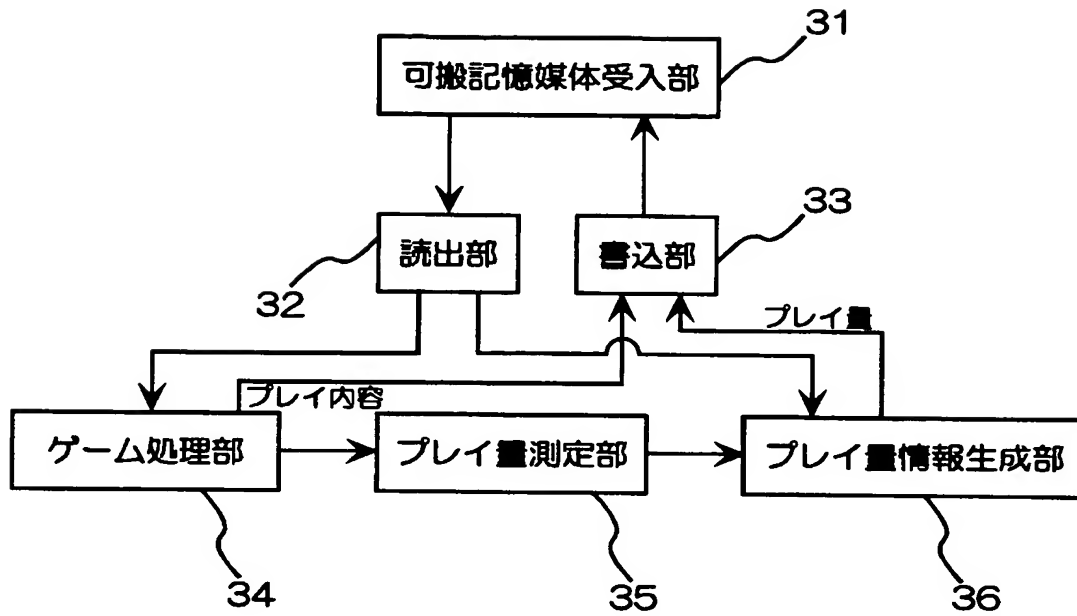 31
可搬記憶媒体受入部
33
読出部
書込部
32
プレイ量
プレイ内容
ゲーム処理部
プレイ量測定部
プレイ量情報生成部
34
35
36